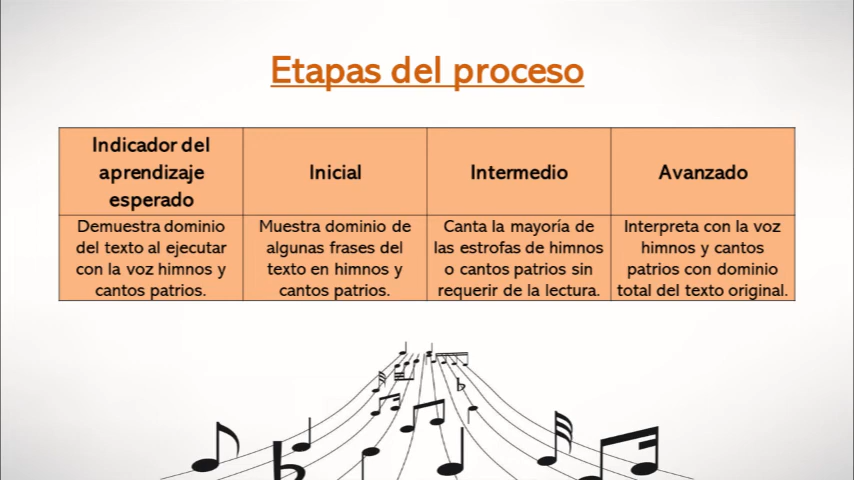 Etapas del proceso
Indicador del
aprendizaje
esperado
Inicial
Intermedio
Avanzado
Demuestra dominio
del texto al ejecutar
con la voz himnos y
cantos patrios.
Muestra dominio de
algunas frases del
texto en himnos y
cantos patrios.
Canta la mayoría de
las estrofas de himnos
o cantos patrios sin
requerir de la lectura.
Interpreta con la voz
himnos y cantos
patrios con dominio
total del texto original.